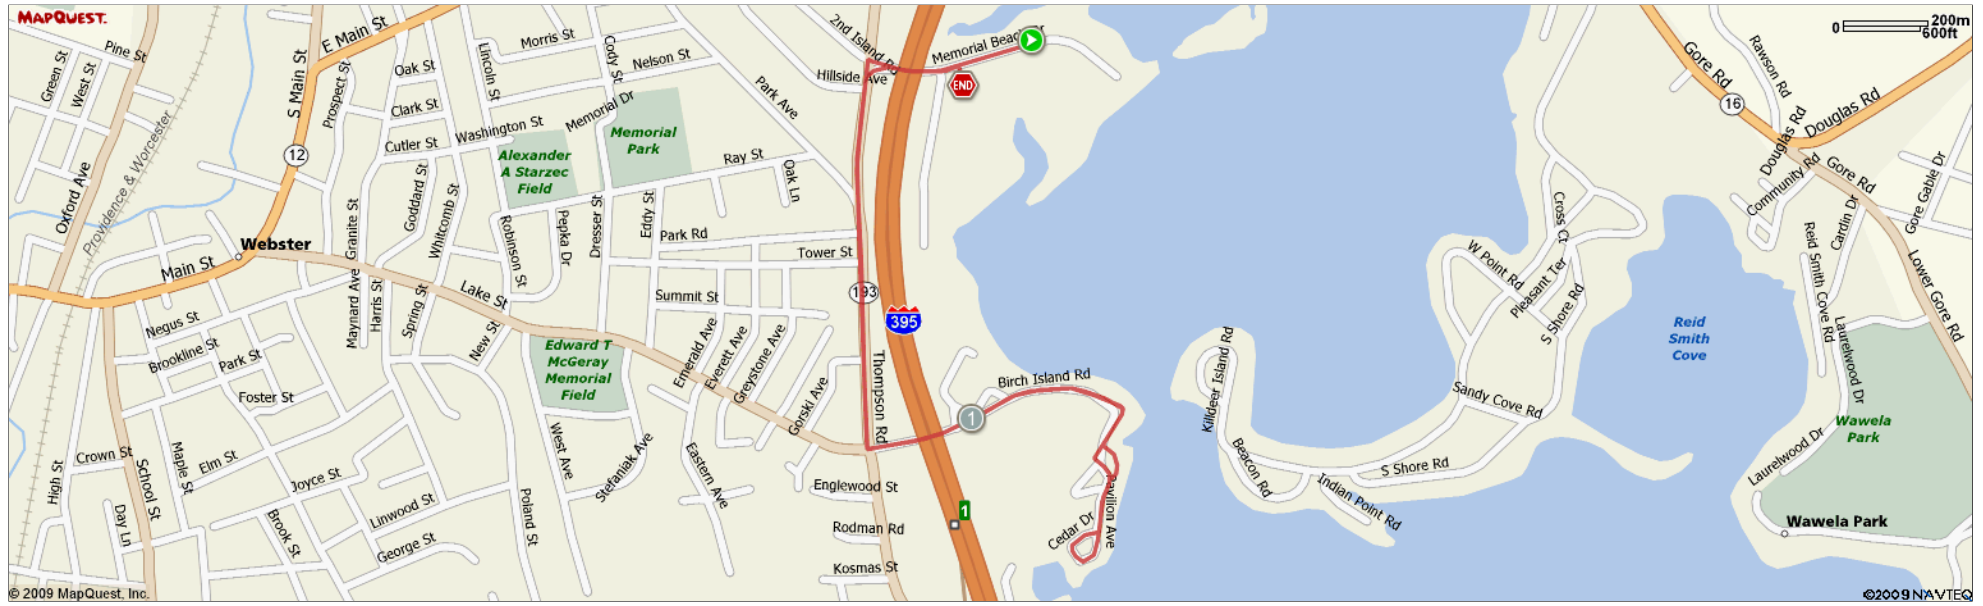 MAPQUEST.
200m
0
600ft
Pine St
Green St
West St
Oxford Ave
Providence & Worcester
E Main St
S Main St
12
Prospect St
Oak St
Clark St
Cutler St
Lincoln St
Morris St
Cody St
Nelson St
Washington St
Memorial Dr
Memorial
Park
Alexander
A Starzec
Field
Park Ave
Ray St
Oak Ln
2nd Island Rd
Hillside Ave
Memorial Beach Dr
END
Webster
Main St
Granite St
Maynard Ave
Harris St
Goddard St
Whitcomb St
Spring St
Lake St
New St
Robinson St
Pepka Dr
Dresser St
Eddy St
Park Rd
Tower St
Summit St
193
395
Thompson Rd
Negus St
Brookline St
Park St
Foster St
Edward T
McGeray
Memorial
Field
Emerald Ave
Everett Ave
Greystone Ave
Gorski Ave
Birch Island Rd
1
Crown St
High St
School St
Maple St
Elm St
Day Ln
Joyce St
Brook St
Linwood St
George St
Poland St
West Ave
Stefaniak Ave
Eastern Ave
Englewood St
Rodman Rd
Kosmas St
1
Cedar Dr
Pavilion Ave
Killdeer Island Rd
Beacon Rd
Indian Point Rd
S Shore Rd
Sandy Cove Rd
S Shore Rd
W Point Rd
Pleasant Ter
Cross Ct
Reid
Smith
Cove
Gore Rd
16
Rawson Rd
Douglas Rd
Douglas Rd
Community Rd
Gore Rd
Gore Gable Dr
Cardin Dr
Reid Smith Cove Rd
Lower Gore Rd
Laurelwood Dr
Wawela
Park
Laurelwood Dr
Wawela Park
© 2009 MapQuest, Inc.
©2009 NAVTEQ